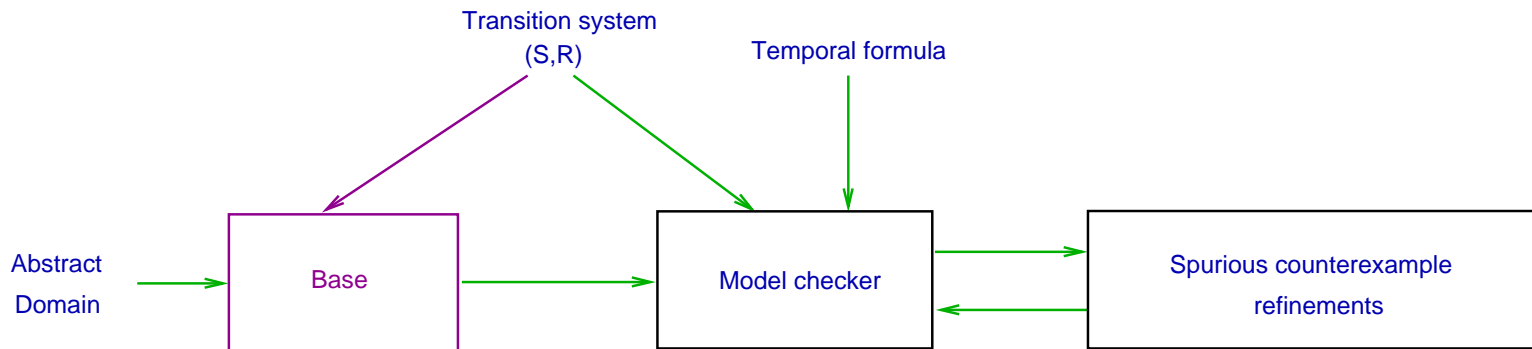 Transition system
(S,R)
Temporal formula
Abstract
Domain
Base
Model checker
Spurious counterexample
refinements